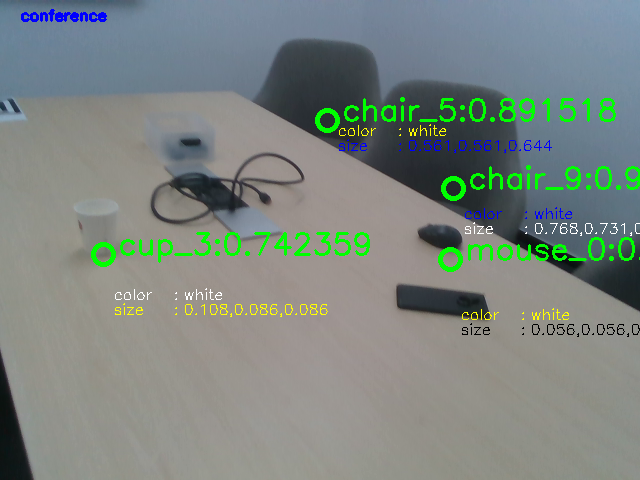 conference
chair_5:0.891518
color : white
size : 0.561,0.561,0.644
chair_9:0.9
color : white
size : 0.768,0.731,0
cup_3:0.742359
mouse_0:0.
color : white
size : 0.108,0.086,0.086
color : white
size : 0.056,0.056,0